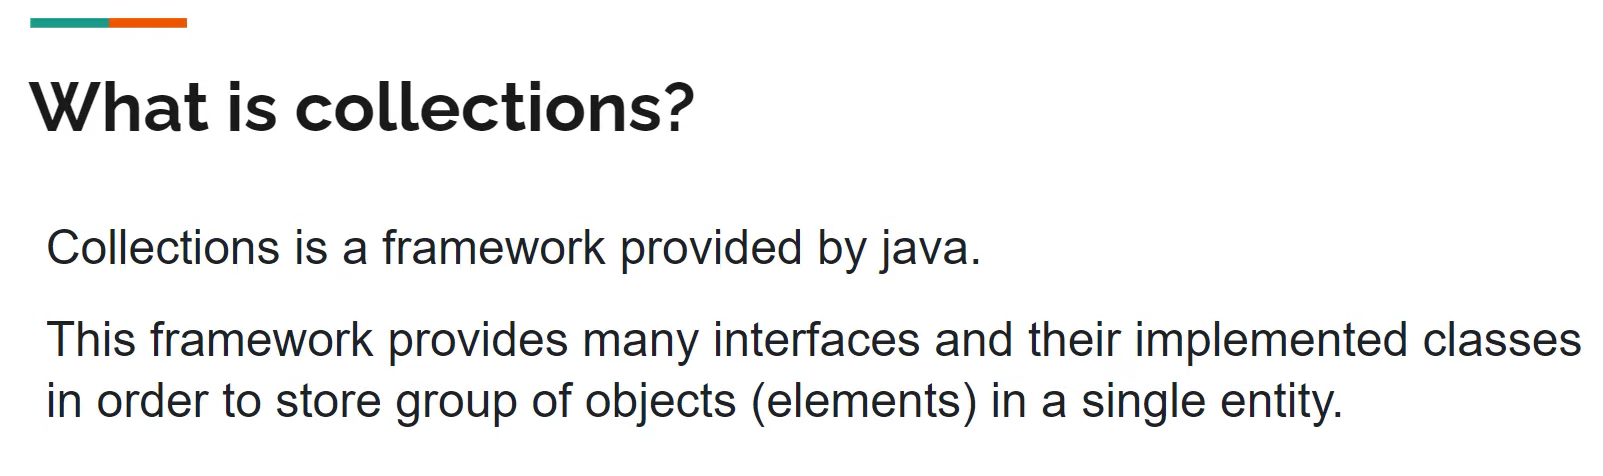 What is collections?
Collections is a framework provided by java.
This framework provides many interfaces and their implemented classes
in order to store group of objects (elements) in a single entity.